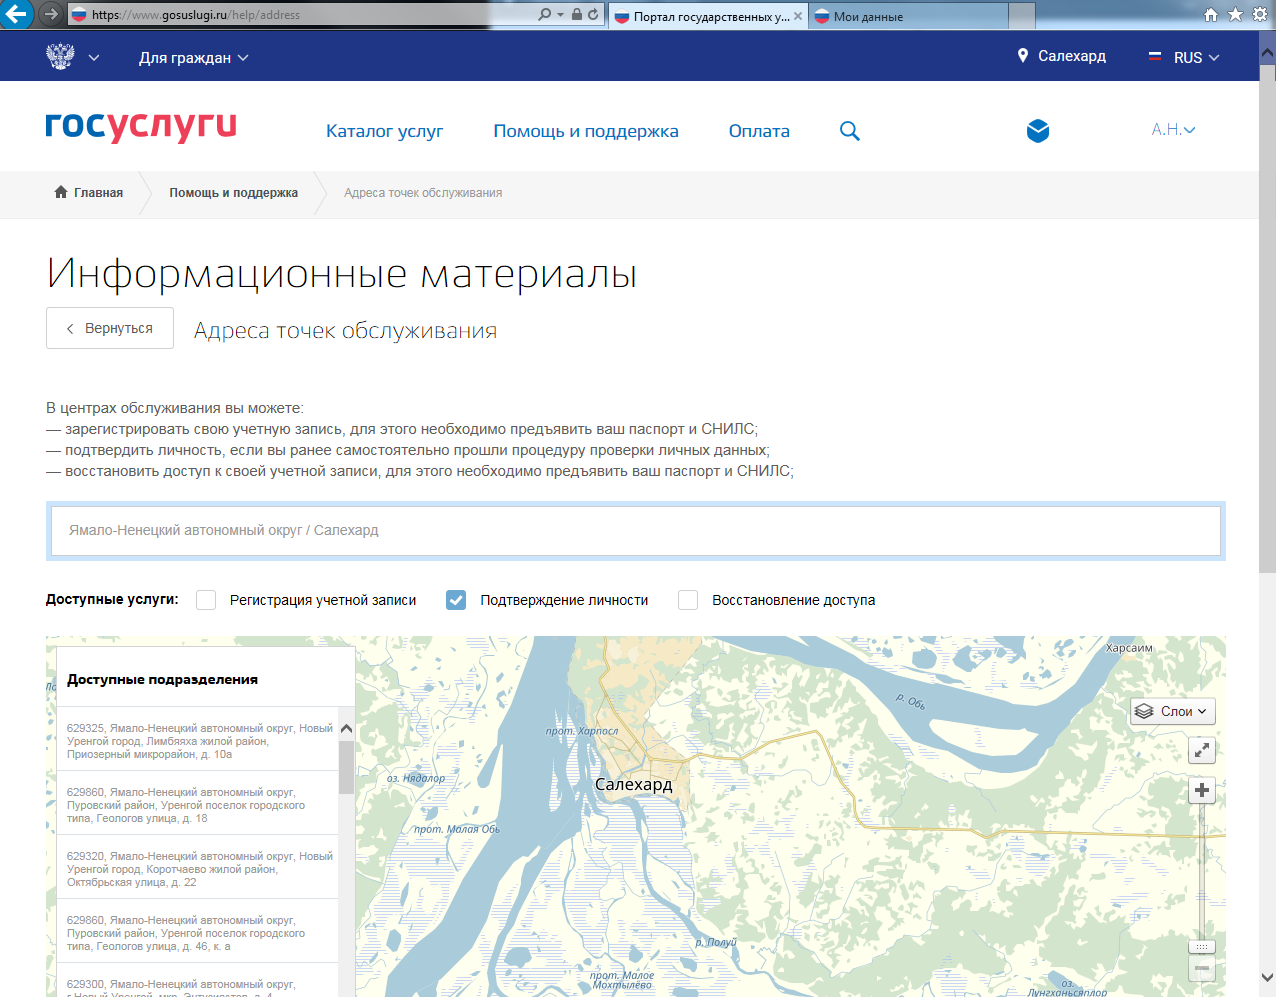 https://www.gosuslugi.ru/help/address
Портал государственных у...
Мои данные
Для граждан
Салехард
RUS
госуслуги
Каталог услуг
Помощь и поддержка
Оплата
А.Н.
Главная
Помощь и поддержка
Адреса точек обслуживания
Информационные материалы
Вернуться
Адреса точек обслуживания
В центрах обслуживания вы можете:
— зарегистрировать свою учетную запись, для этого необходимо предъявить ваш паспорт и СНИЛС;
— подтвердить личность, если вы ранее самостоятельно прошли процедуру проверки личных данных;
— восстановить доступ к своей учетной записи, для этого необходимо предъявить ваш паспорт и СНИЛС;
Ямало-Ненецкий автономный округ / Салехард
Доступные услуги:
Регистрация учетной записи
Подтверждение личности
Восстановление доступа
Доступные подразделения
629325, Ямало-Ненецкий автономный округ, Новый
Уренгой город, Лимбяяха жилой район,
Приозерный микрорайон, д. 10а
629860, Ямало-Ненецкий автономный округ,
Пуровский район, Уренгой поселок городского
типа, Геологов улица, д. 18
629320, Ямало-Ненецкий автономный округ, Новый
Уренгой город, Коротчаево жилой район,
Октябрьская улица, д. 22
629860, Ямало-Ненецкий автономный округ,
Пуровский район, Уренгой поселок городского
типа, Геологов улица, д. 46, к. а
629300, Ямало-Ненецкий автономный округ,
Харсаим
р. Обь
Слои
прот. Харпосл
оз. Нядалор
Салехард
прот. Малая Обь
р. Полуй
прот. Малое
Мохтылёво
оз.
Лунгхоньяплор